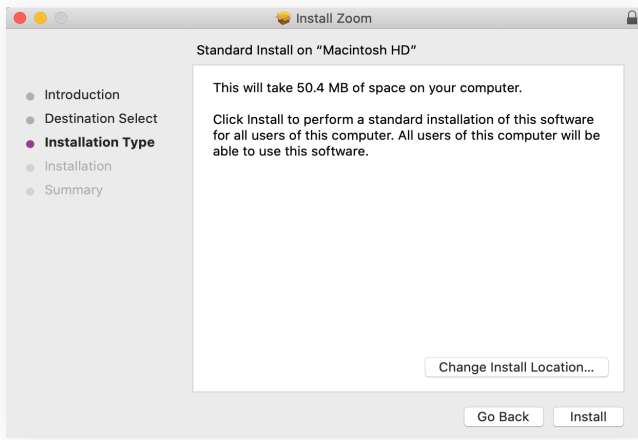 Install Zoom
Standard Install on “Macintosh HD”
Introduction
Destination Select
Installation Type
Installation
Summary
This will take 50.4 MB of space on your computer.
Click Install to perform a standard installation of this software
for all users of this computer. All users of this computer will be
able to use this software.
Change Install Location...
Go Back
Install